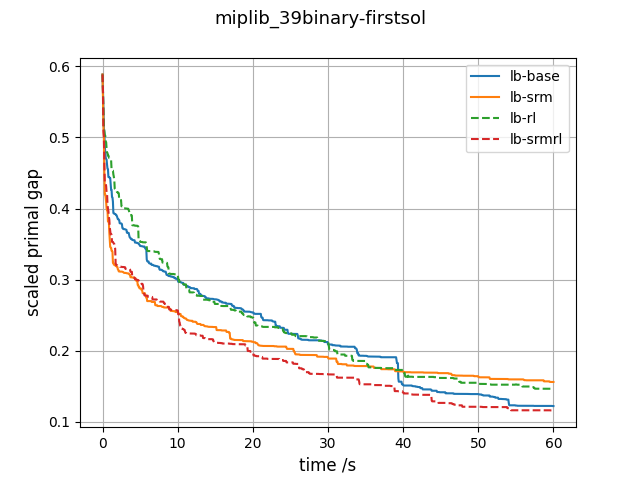 miplib_39binary-firstsol
0.6
0.5
0.4
0.3
0.2
0.1
scaled primal gap
0
10
20
30
40
50
60
time /s
lb-base
lb-srm
lb-rl
lb-srmrl